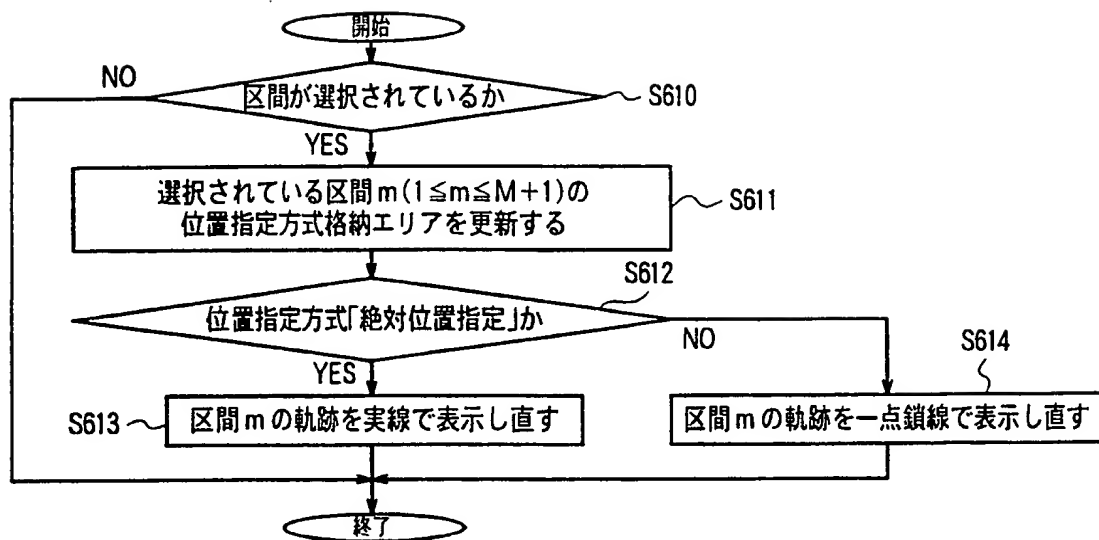 開始
NO
区間が選択されているか
S610
YES
選択されている区間m(1≦m≦M+1)の
位置指定方式格納エリアを更新する
S611
S612
位置指定方式「絶対位置指定」か
NO
YES
S614
S613
区間mの軌跡を実線で表示し直す
区間mの軌跡を一点鎖線で表示し直す
終了